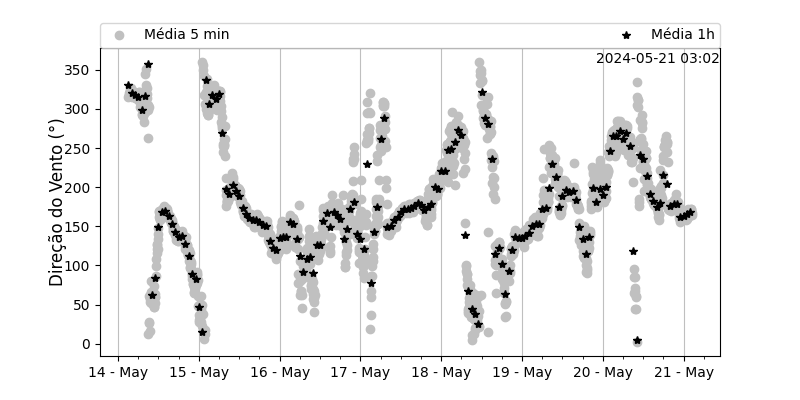 Média 5 min
Média 1h
2024-05-21 03:02
Direção do Vento (°)
350
300
250
200
150
100
50
0
14 - May
15 - May
16 - May
17 - May
18 - May
19 - May
20 - May
21 - May